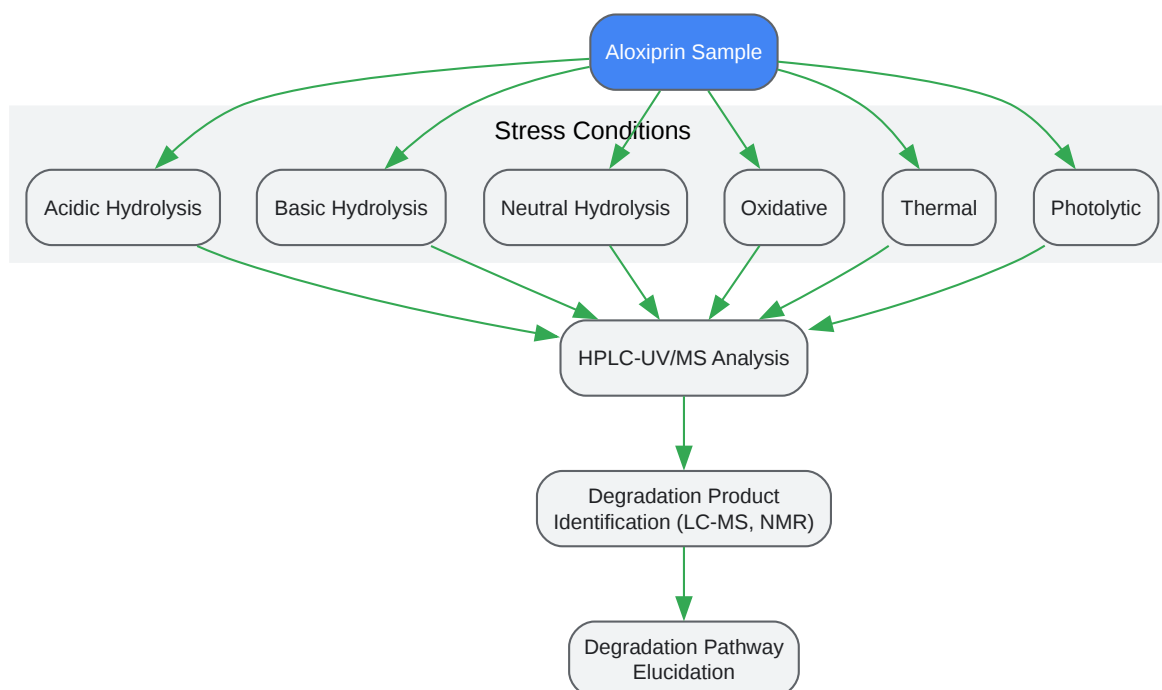 Aloxiprin Sample
Stress Conditions
Acidic Hydrolysis
Basic Hydrolysis
Neutral Hydrolysis
Oxidative
Thermal
Photolytic
HPLC-UV/MS Analysis
Degradation Product
Identification (LC-MS, NMR)
Degradation Pathway
Elucidation